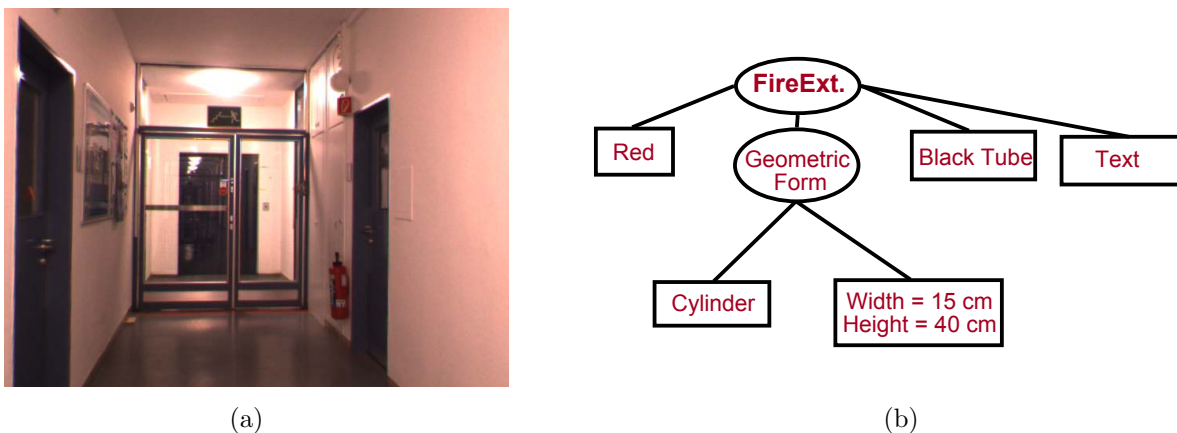 FireExt.
Red
Geometric
Form
Black Tube
Text
Cylinder
Width = 15 cm
Height = 40 cm
(a)
(b)